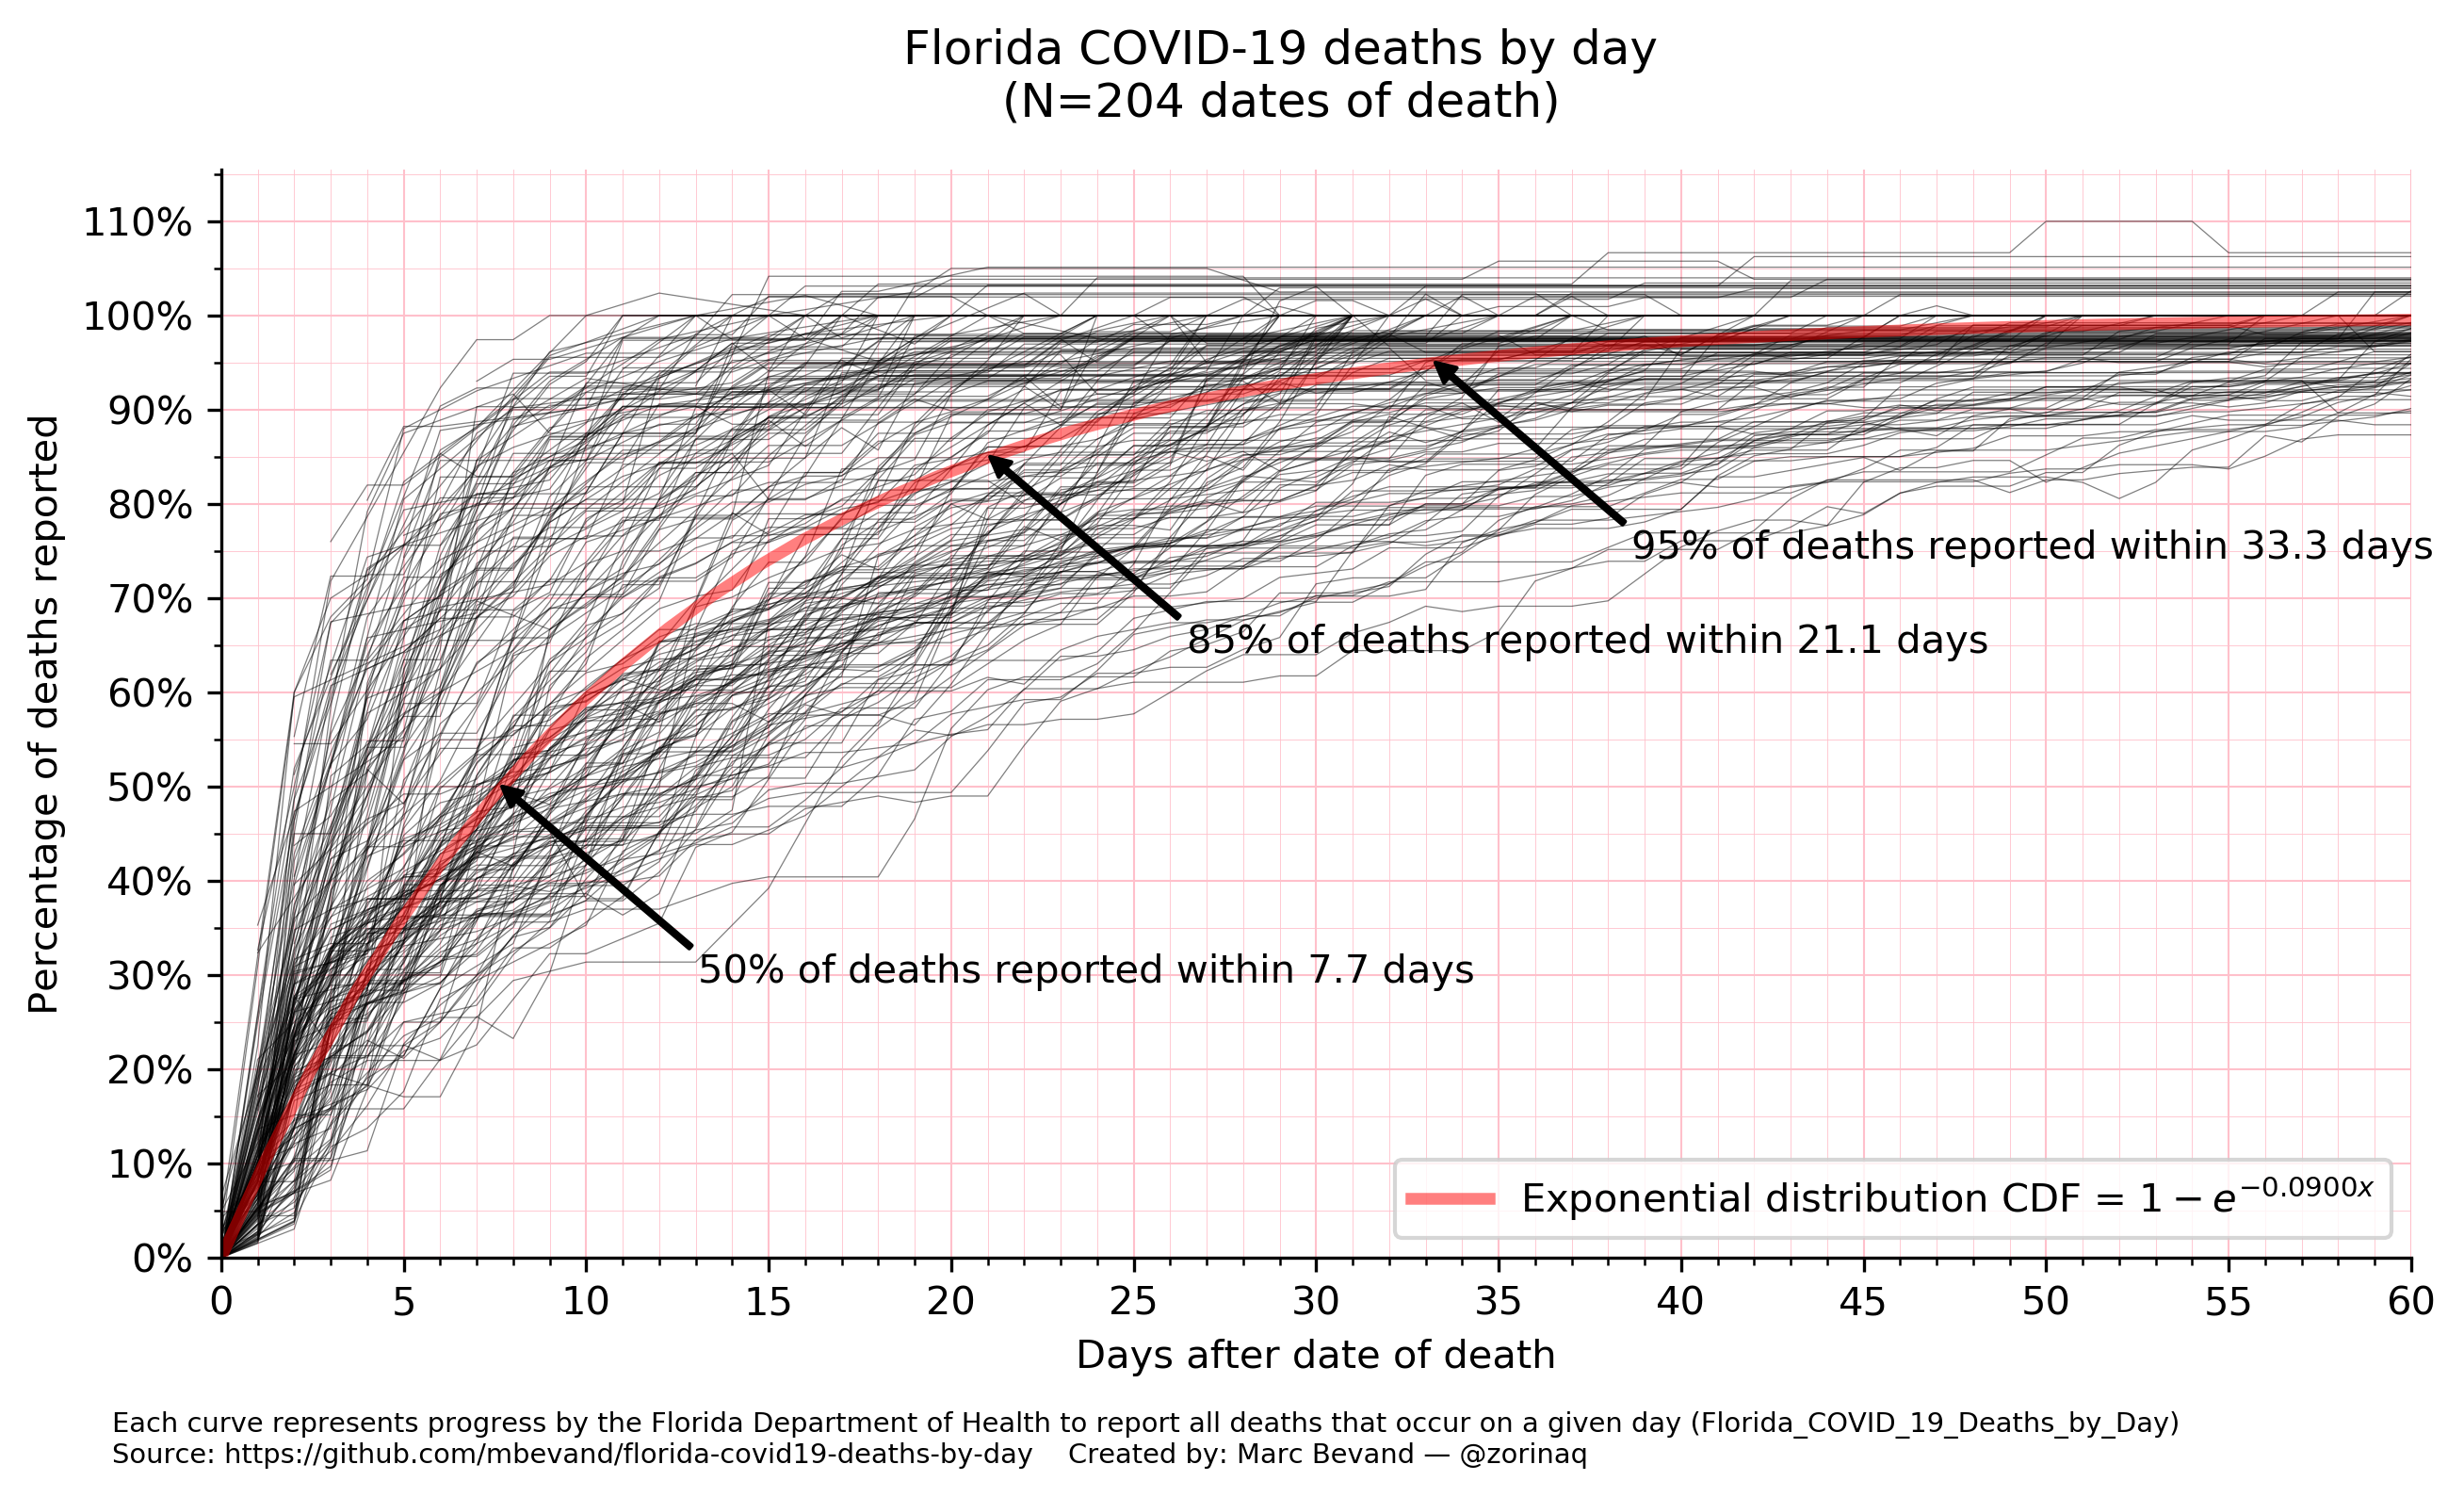 Florida COVID-19 deaths by day
(N=204 dates of death)
110%
100%
90%
80%
70%
60%
50%
40%
30%
20%
10%
0%
Percentage of deaths reported
95% of deaths reported within 33.3 days
85% of deaths reported within 21.1 days
50% of deaths reported within 7.7 days
Exponential distribution CDF = 1 − e^{−0.0900x}
0 5 10 15 20 25 30 35 40 45 50 55 60
Days after date of death
Each curve represents progress by the Florida Department of Health to report all deaths that occur on a given day (Florida_COVID_19_Deaths_by_Day)
Source: https://github.com/mbevand/florida-covid19-deaths-by-day Created by: Marc Bevand — @zorinaq